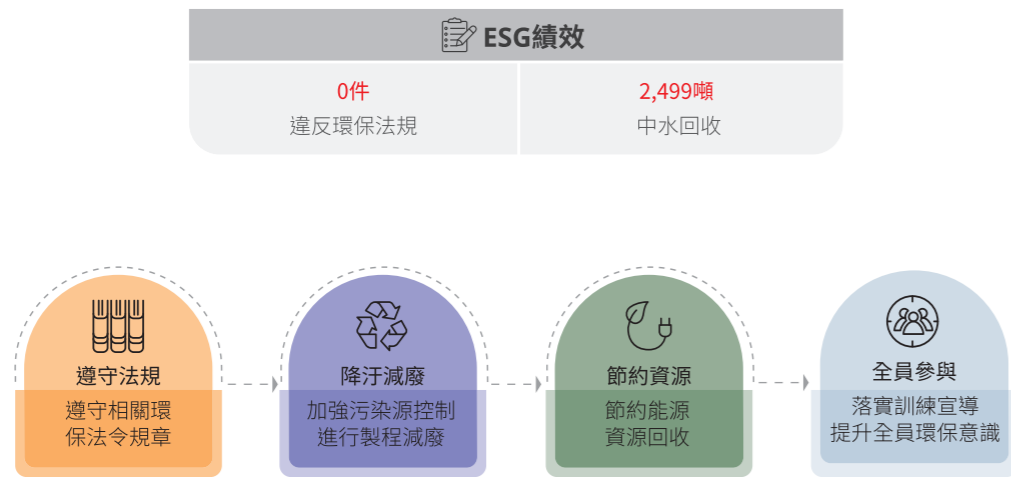 ESG績效
0件
違反環保法規
2,499噸
中水回收
遵守法規
遵守相關環
保法令規章
降汙減廢
加強污染源控制
進行製程減廢
節約資源
節約能源
資源回收
全員參與
落實訓練宣導
提升全員環保意識